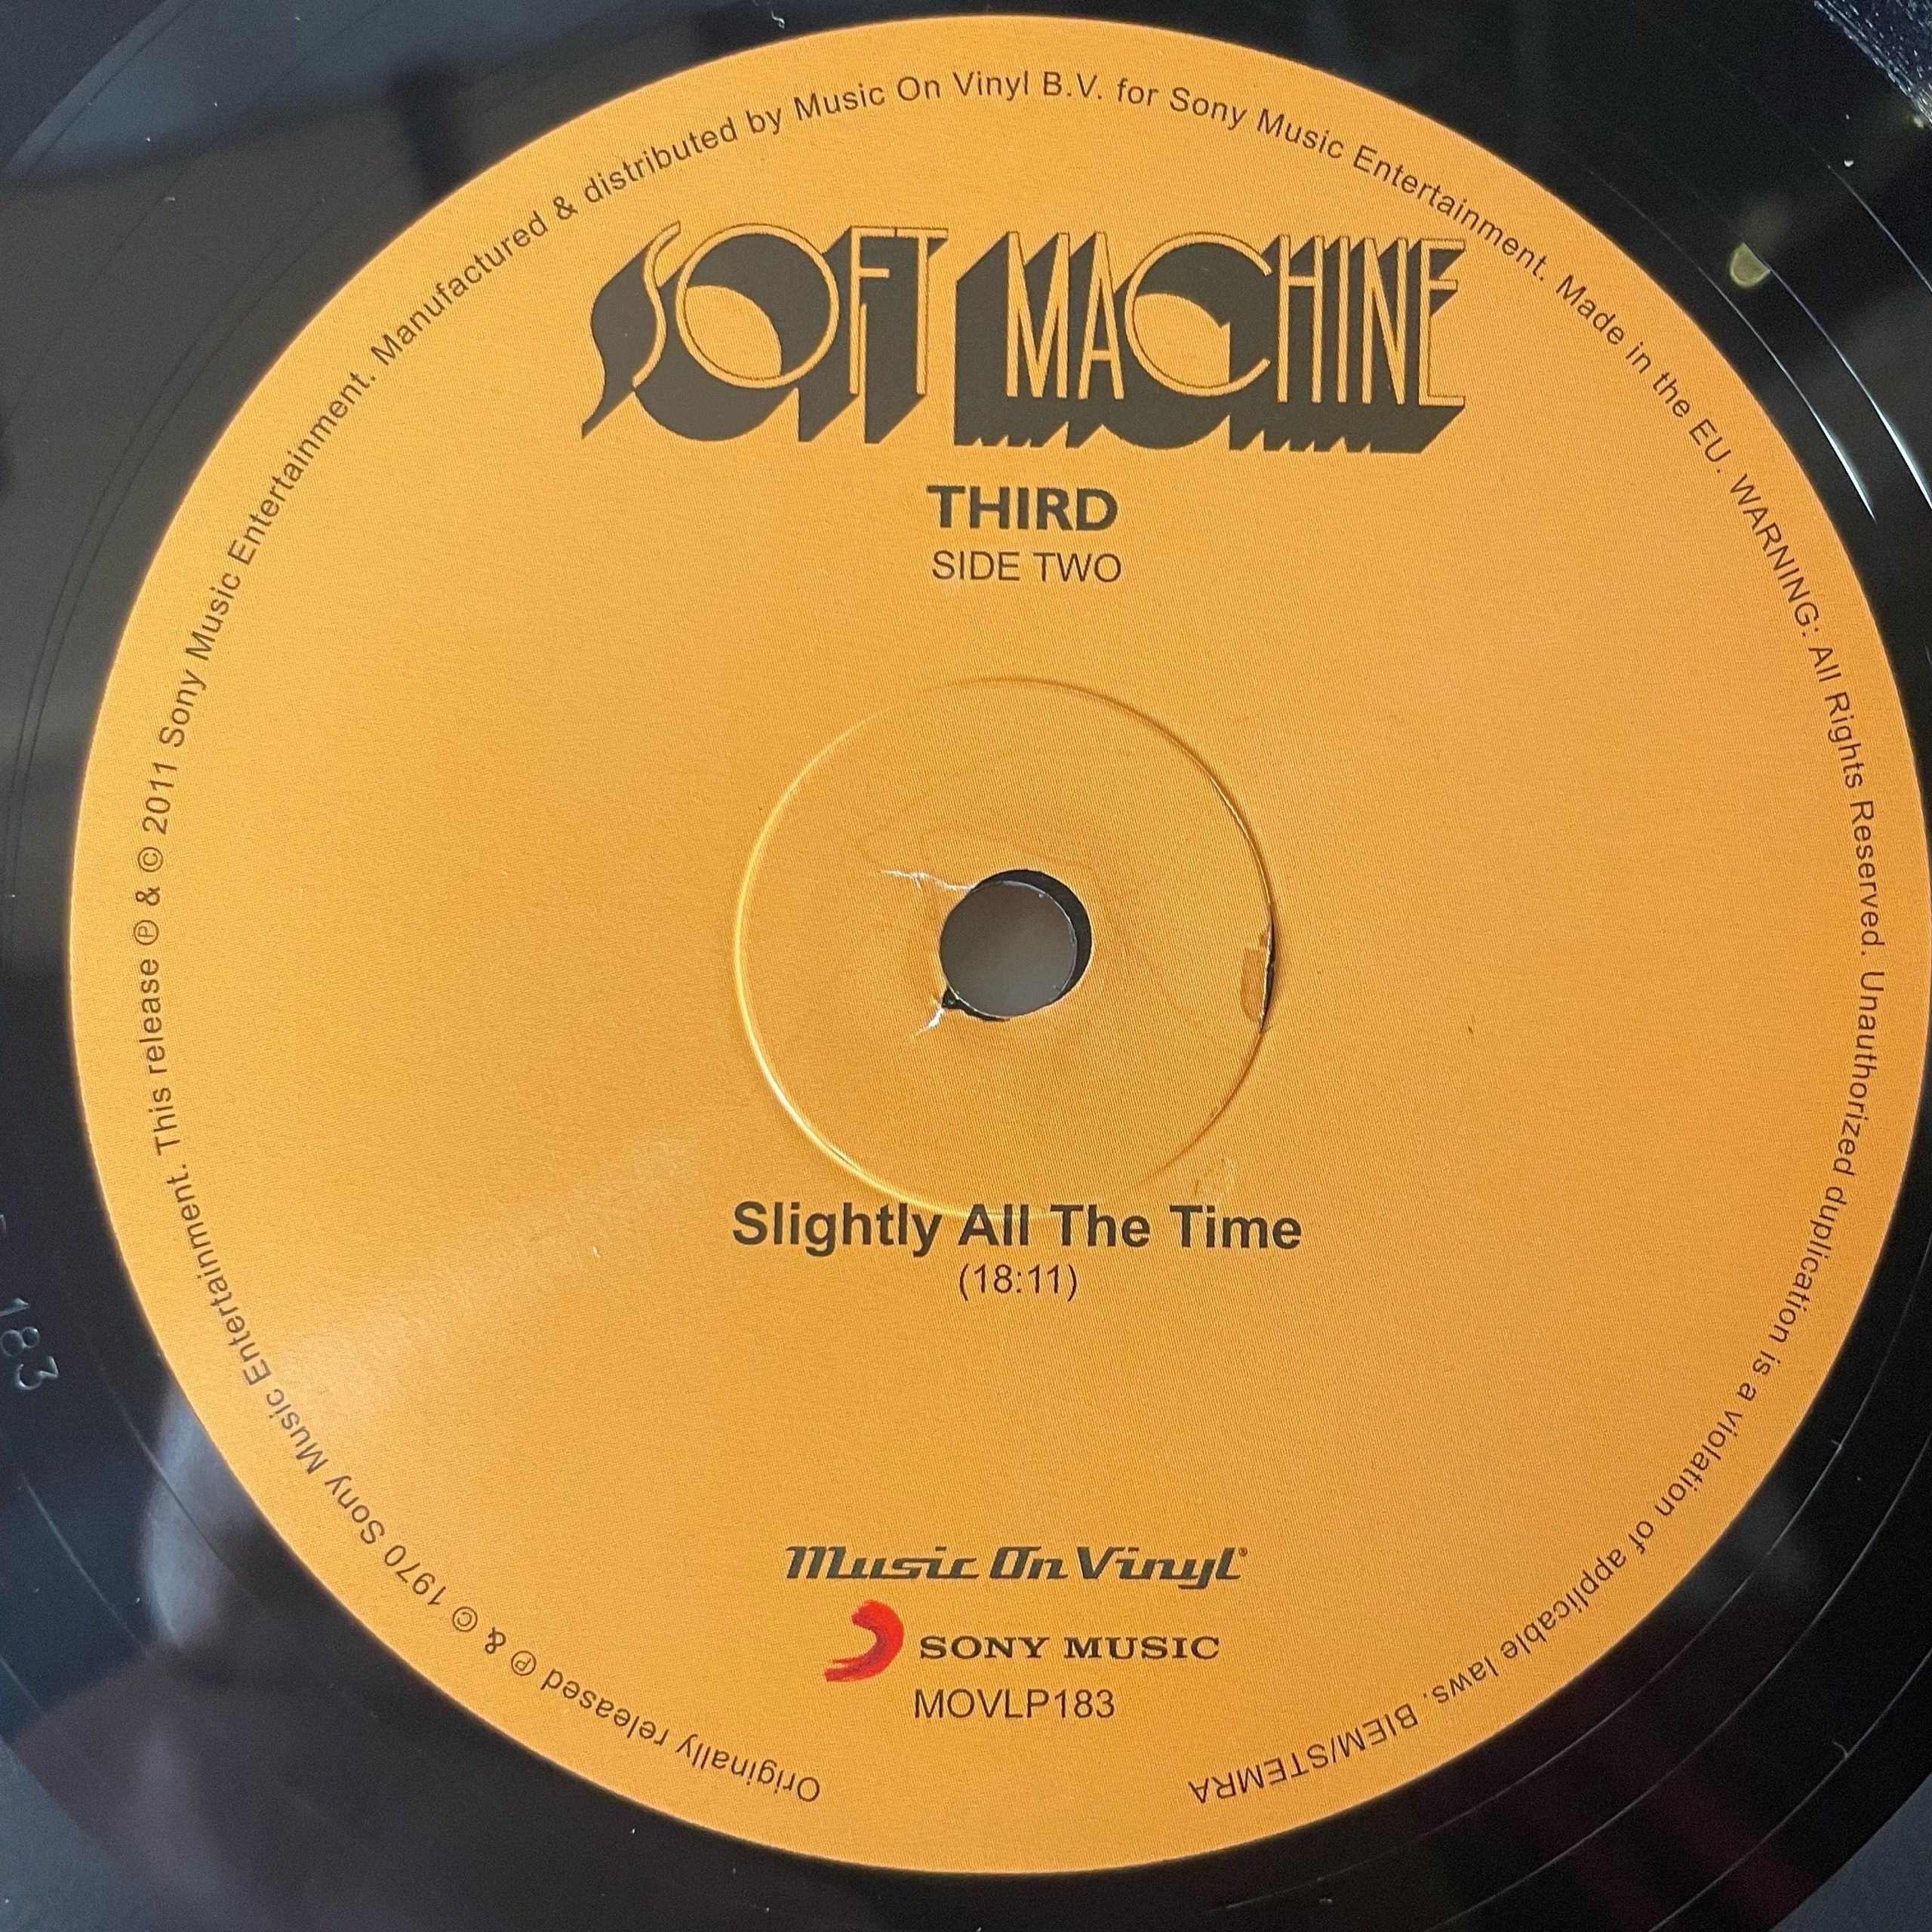 SOFT MACHINE
THIRD
SIDE TWO
Slightly All The Time
(18:11)
Music On Vinyl®
SONY MUSIC
MOVLP183
Originally released ℗ & © 1970 Sony Music Entertainment. This release ℗ & © 2011 Sony Music Entertainment. Manufactured & distributed by Music On Vinyl B.V. for Sony Music Entertainment. Made in the EU. WARNING: All Rights Reserved. Unauthorized duplication is a violation of applicable laws. BIEM/STEMRA
183